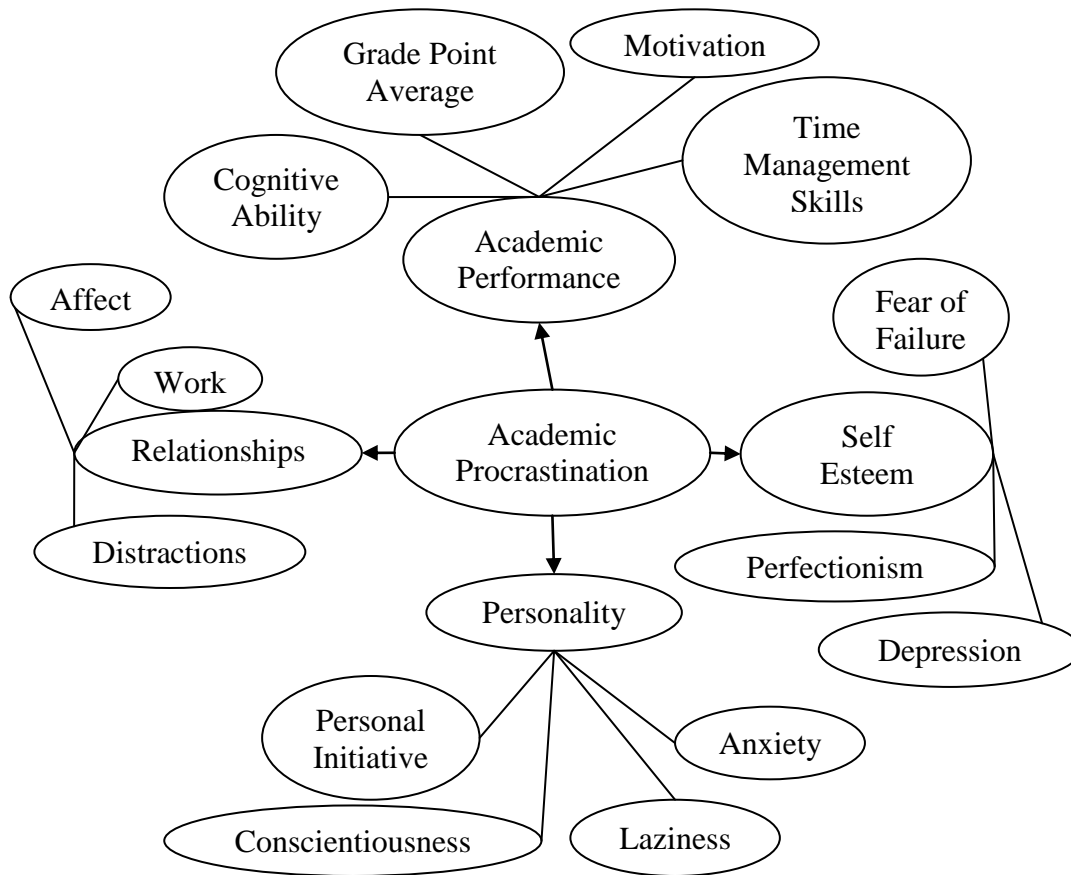 Grade Point
Average
Motivation
Time
Management
Skills
Cognitive
Ability
Academic
Performance
Affect
Fear of
Failure
Work
Relationships
Academic
Procrastination
Self
Esteem
Distractions
Perfectionism
Personality
Depression
Personal
Initiative
Anxiety
Conscientiousness
Laziness